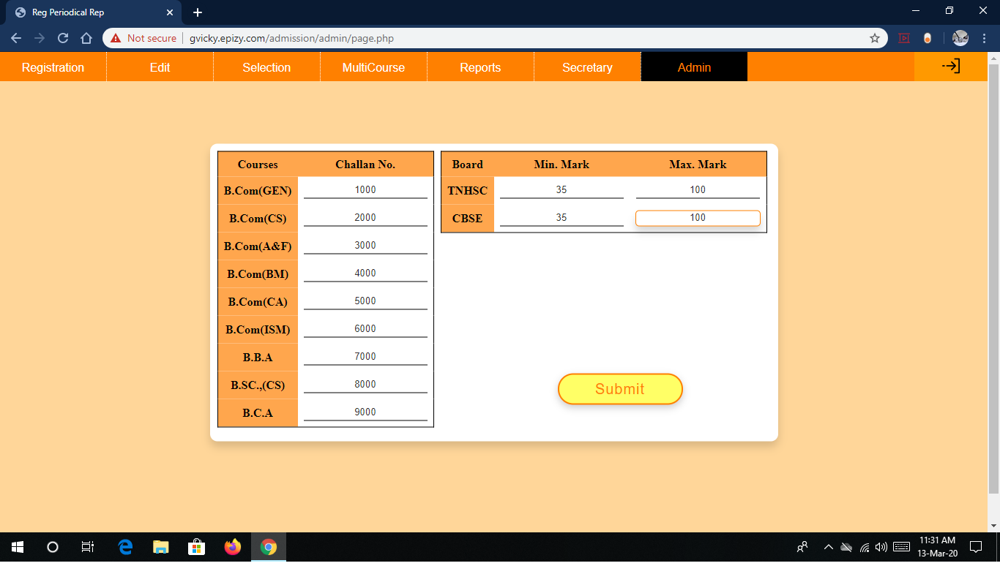 Reg Periodical Rep
Not secure gvicky.epizy.com/admission/admin/page.php
Registration Edit Selection MultiCourse Reports Secretary Admin
Courses Challan No. Board Min. Mark Max. Mark
B.Com(GEN) 1000 TNHSC 35 100
B.Com(CS) 2000 CBSE 35 100
B.Com(A&F) 3000
B.Com(BM) 4000
B.Com(CA) 5000
B.Com(ISM) 6000
B.B.A 7000
B.SC.,(CS) 8000
Submit
B.C.A 9000
11:31 AM
13-Mar-20